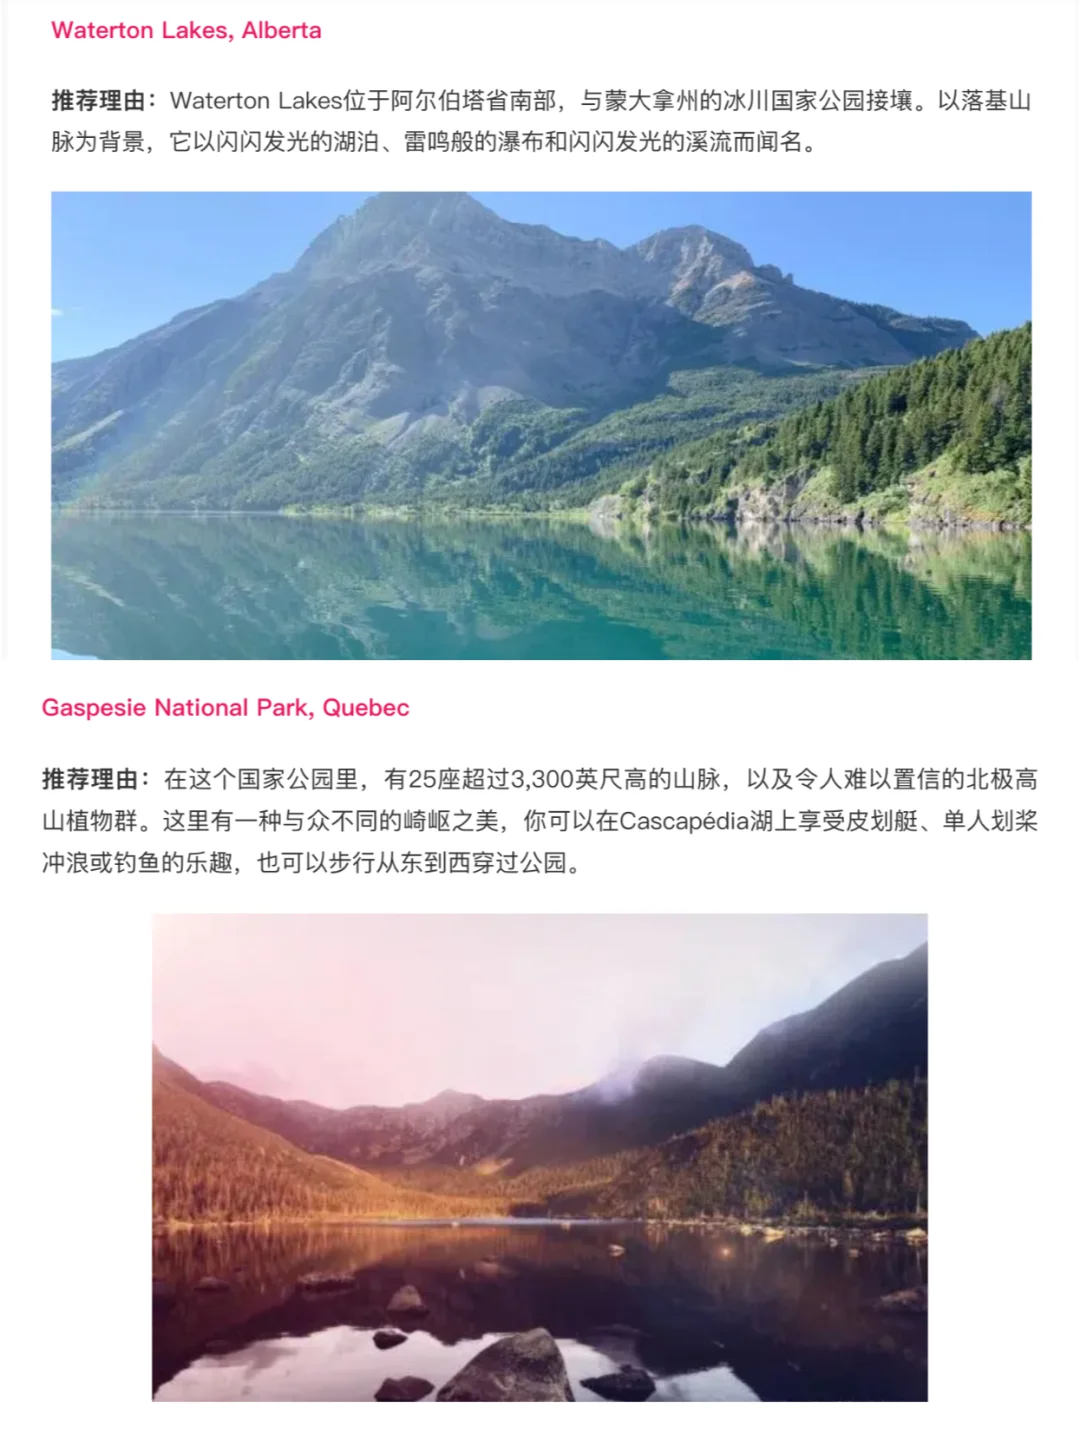 Waterton Lakes, Alberta
推荐理由：Waterton Lakes位于阿尔伯塔省南部，与蒙大拿州的冰川国家公园接壤。以落基山
脉为背景，它以闪闪发光的湖泊、雷鸣般的瀑布和闪闪发光的溪流而闻名。
Gaspesie National Park, Quebec
推荐理由：在这个国家公园里，有25座超过3,300英尺高的山脉，以及令人难以置信的北极高
山植物群。这里有一种与众不同的崎岖之美，你可以在Cascapédia湖上享受皮划艇、单人划桨
冲浪或钓鱼的乐趣，也可以步行从东到西穿过公园。